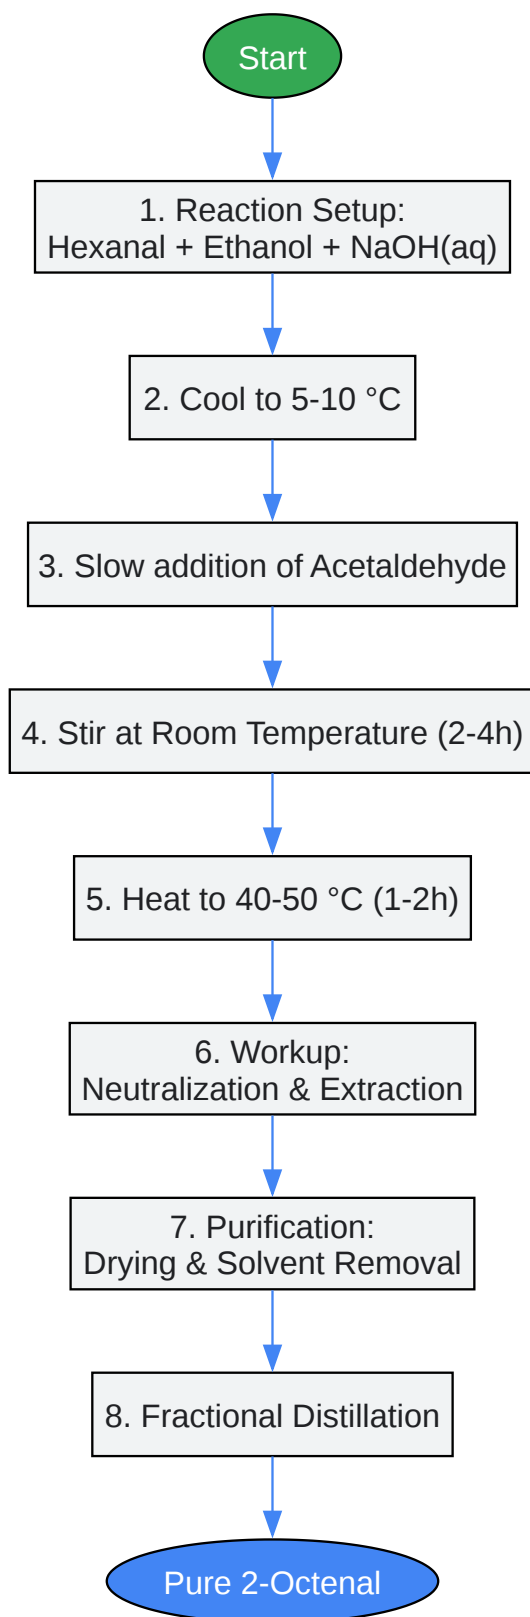 Start
1. Reaction Setup:
Hexanal + Ethanol + NaOH(aq)
2. Cool to 5-10 °C
3. Slow addition of Acetaldehyde
4. Stir at Room Temperature (2-4h)
5. Heat to 40-50 °C (1-2h)
6. Workup:
Neutralization & Extraction
7. Purification:
Drying & Solvent Removal
8. Fractional Distillation
Pure 2-Octenal